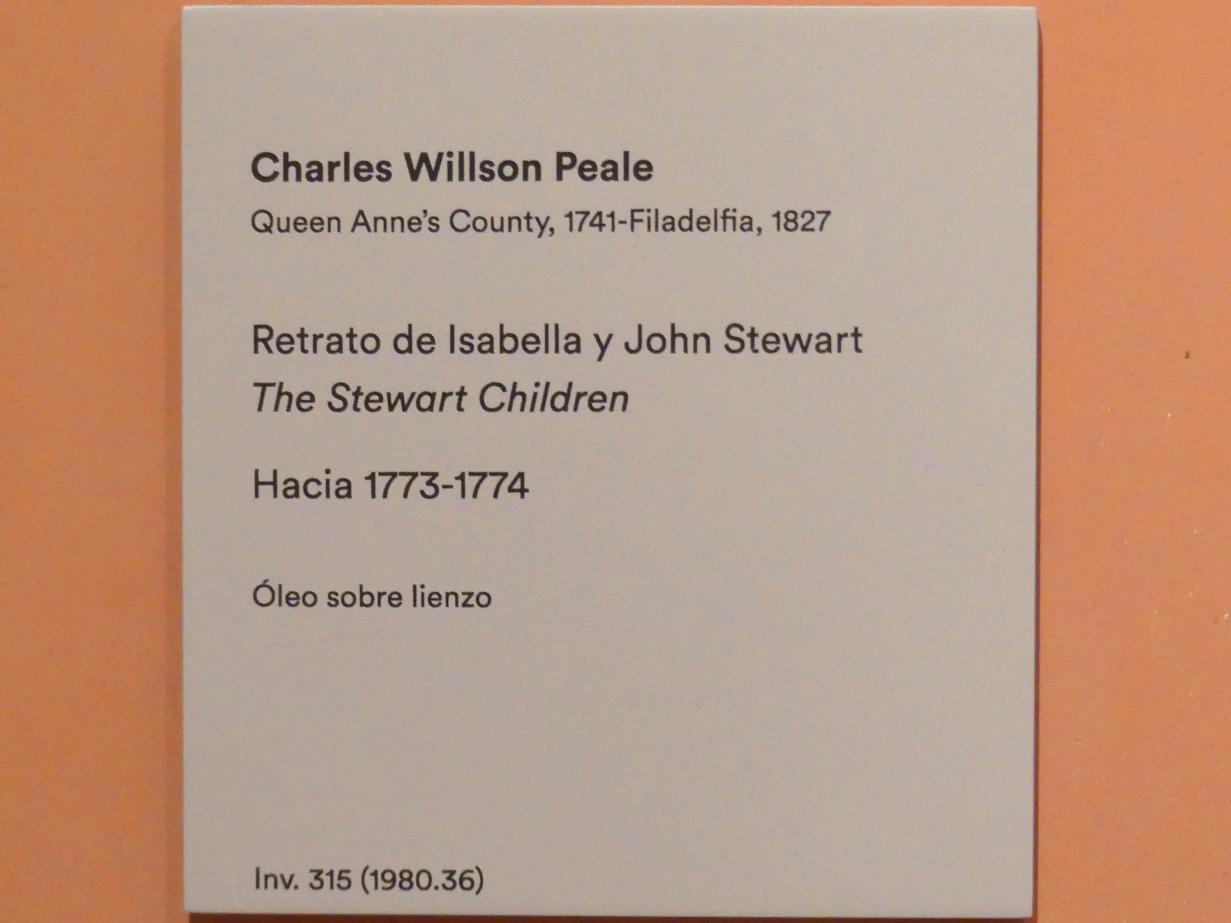 Charles Willson Peale
Queen Anne’s County, 1741-Filadelfia, 1827
Retrato de Isabella y John Stewart
The Stewart Children
Hacia 1773-1774
Óleo sobre lienzo
Inv. 315 (1980.36)